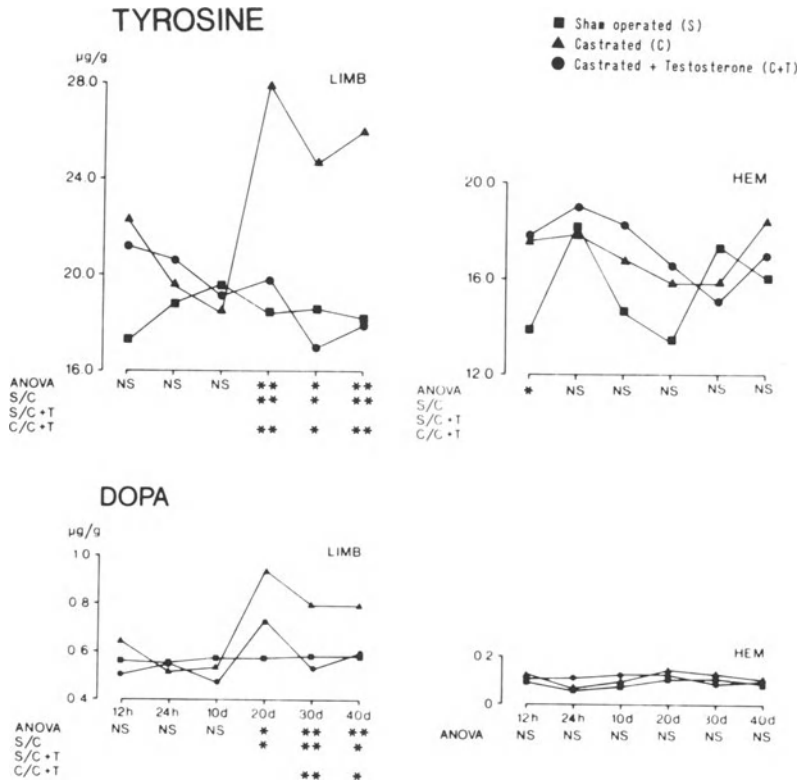 TYROSINE
Sham operated (S)
Castrated (C)
Castrated + Testosterone (C+T)
µg/g
LIMB
28.0
24.0
20.0
16.0
ANOVA NS NS NS ** * **
S/C ** * **
S/C+T
C/C+T ** * **
HEM
20.0
16.0
12.0
ANOVA * NS NS NS NS NS
S/C
S/C+T
C/C+T
DOPA
µg/g
LIMB
1 0
0 8
0 6
0 4
12h 24h 10d 20d 30d 40d
ANOVA NS NS NS * ** **
S/C * ** *
S/C+T
C/C+T ** *
HEM
0 2
0
12h 24h 10d 20d 30d 40d
ANOVA NS NS NS NS NS NS